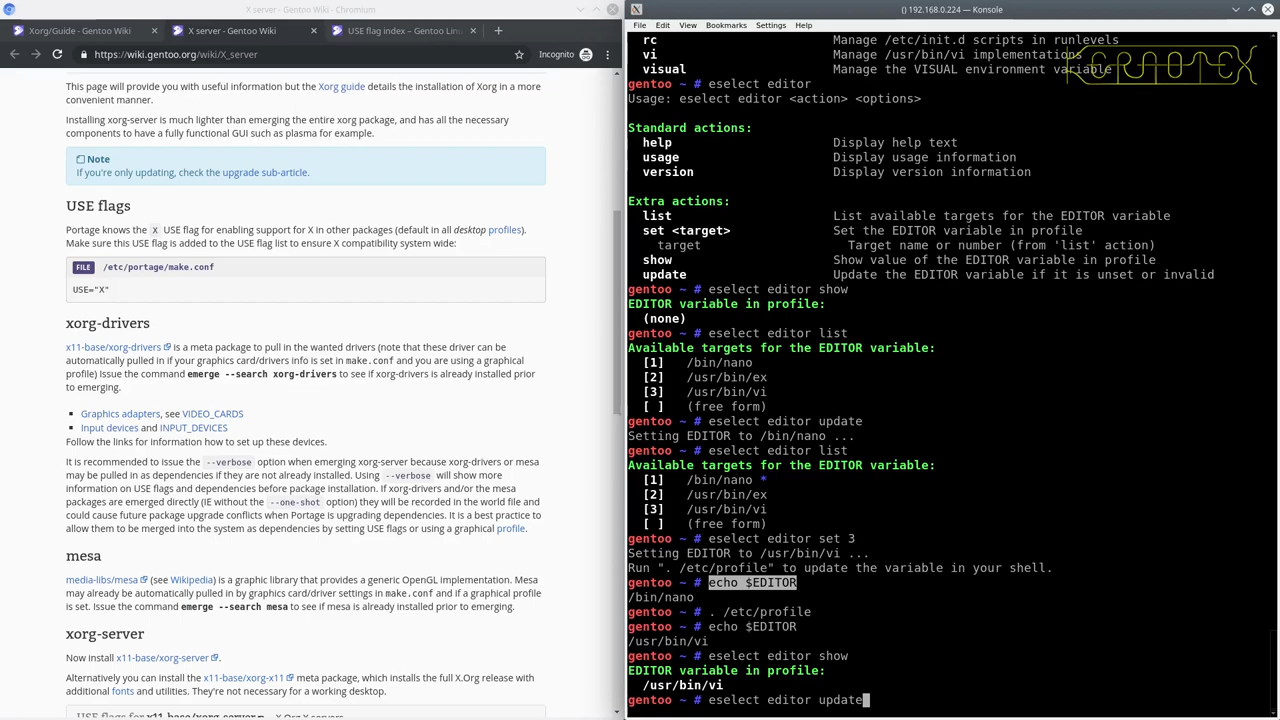 X server - Gentoo Wiki - Chromium
Xorg/Guide - Gentoo Wiki
X server - Gentoo Wiki
USE flag index – Gentoo Lin
https://wiki.gentoo.org/wiki/X_server
Incognito
This page will provide you with useful information but the Xorg guide details the installation of Xorg in a more
convenient manner.
Installing xorg-server is much lighter than emerging the entire xorg package, and has all the necessary
components to have a fully functional GUI such as plasma for example.
Note
If you're only updating, check the upgrade sub-article.
USE flags
Portage knows the X USE flag for enabling support for X in other packages (default in all desktop profiles).
Make sure this USE flag is added to the USE flag list to ensure X compatibility system wide:
FILE /etc/portage/make.conf
USE="X"
xorg-drivers
x11-base/xorg-drivers is a meta package to pull in the wanted drivers (note that these driver can be
automatically pulled in if your graphics card/drivers info is set in make.conf and you are using a graphical
profile) Issue the command emerge --search xorg-drivers to see if xorg-drivers is already installed prior
to emerging.
Graphics adapters, see VIDEO_CARDS
Input devices and INPUT_DEVICES
Follow the links for information how to set up these devices.
It is recommended to issue the --verbose option when emerging xorg-server because xorg-drivers or mesa
may be pulled in as dependencies if they are not already installed. Using --verbose will show more
information on USE flags and dependencies before package installation. If xorg-drivers and/or the mesa
packages are emerged directly (IE without the --one-shot option) they will be recorded in the world file and
could cause future package upgrade conflicts when Portage is upgrading dependencies. It is a best practice to
allow them to be merged into the system as dependencies by setting USE flags or using a graphical profile.
mesa
media-libs/mesa (see Wikipedia) is a graphic library that provides a generic OpenGL implementation. Mesa
may already be automatically pulled in by graphics card/driver settings in make.conf and if a graphical profile
is set. Issue the command emerge --search mesa to see if mesa is already installed prior to emerging.
xorg-server
Now install x11-base/xorg-server.
Alternatively you can install the x11-base/xorg-x11 meta package, which installs the full X.Org release with
additional fonts and utilities. They're not necessary for a working desktop.
USE flags for x11-base/xorg-server X.Org X servers
() 192.168.0.224 — Konsole
File Edit View Bookmarks Settings Help
rc Manage /etc/init.d scripts in runlevels
vi Manage /usr/bin/vi implementations
visual Manage the VISUAL environment variable
gentoo ~ # eselect editor
Usage: eselect editor <action> <options>
Standard actions:
help Display help text
usage Display usage information
version Display version information
Extra actions:
list List available targets for the EDITOR variable
set <target> Set the EDITOR variable in profile
target Target name or number (from 'list' action)
show Show value of the EDITOR variable in profile
update Update the EDITOR variable if it is unset or invalid
gentoo ~ # eselect editor show
EDITOR variable in profile:
(none)
gentoo ~ # eselect editor list
Available targets for the EDITOR variable:
[1] /bin/nano
[2] /usr/bin/ex
[3] /usr/bin/vi
[ ] (free form)
gentoo ~ # eselect editor update
Setting EDITOR to /bin/nano ...
gentoo ~ # eselect editor list
Available targets for the EDITOR variable:
[1] /bin/nano *
[2] /usr/bin/ex
[3] /usr/bin/vi
[ ] (free form)
gentoo ~ # eselect editor set 3
Setting EDITOR to /usr/bin/vi ...
Run ". /etc/profile" to update the variable in your shell.
gentoo ~ # echo $EDITOR
/bin/nano
gentoo ~ # . /etc/profile
gentoo ~ # echo $EDITOR
/usr/bin/vi
gentoo ~ # eselect editor show
EDITOR variable in profile:
/usr/bin/vi
gentoo ~ # eselect editor update